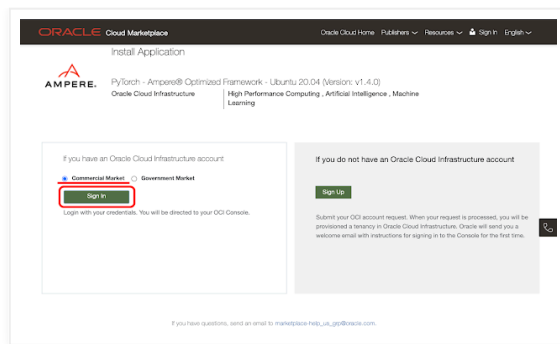 ORACLE Cloud Marketplace
Oracle Cloud Home Publishers Resources Sign In English
Install Application
AMPERE.
PyTorch - Ampere® Optimized Framework - Ubuntu 20.04 (Version: v1.4.0)
Oracle Cloud Infrastructure
High Performance Computing , Artificial Intelligence , Machine
Learning
If you have an Oracle Cloud Infrastructure account
Commercial Market Government Market
Sign In
Login with your credentials. You will be directed to your OCI Console.
If you do not have an Oracle Cloud Infrastructure account
Sign Up
Submit your OCI account request. When your request is processed, you will be
provisioned a tenancy in Oracle Cloud Infrastructure. Oracle will send you a
welcome email with instructions for signing in to the Console for the first time.
If you have questions, send an email to marketplace-help_us_grp@oracle.com